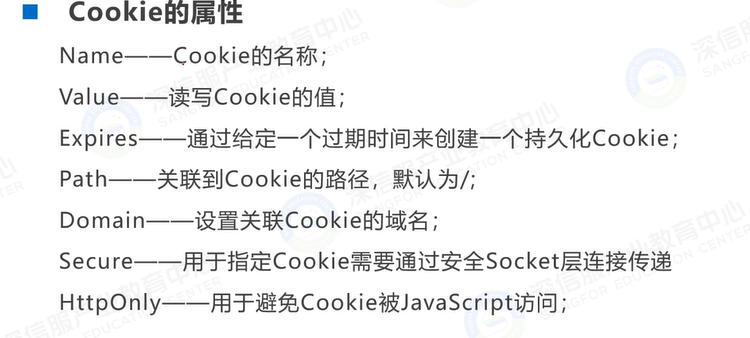 Cookie的属性
Name——Cookie的名称；
Value——读写Cookie的值；
Expires——通过给定一个过期时间来创建一个持久化Cookie；
Path——关联到Cookie的路径，默认为/；
Domain——设置关联Cookie的域名；
Secure——用于指定Cookie需要通过安全Socket层连接传递
HttpOnly——用于避免Cookie被JavaScript访问；
深信服产业教育中心
SANGFOR EDUCATION CENTER